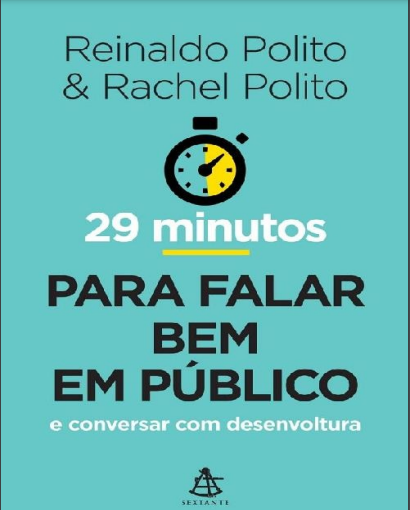 Reinaldo Polito
& Rachel Polito
29 minutos
PARA FALAR
BEM
EM PÚBLICO
e conversar com desenvoltura
SEXTANTE